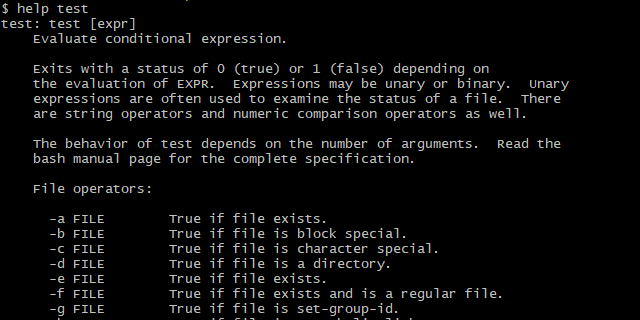 $ help test
test: test [expr]
Evaluate conditional expression.
Exits with a status of 0 (true) or 1 (false) depending on
the evaluation of EXPR.  Expressions may be unary or binary.  Unary
expressions are often used to examine the status of a file.  There
are string operators and numeric comparison operators as well.
The behavior of test depends on the number of arguments.  Read the
bash manual page for the complete specification.
File operators:
-a FILE        True if file exists.
-b FILE        True if file is block special.
-c FILE        True if file is character special.
-d FILE        True if file is a directory.
-e FILE        True if file exists.
-f FILE        True if file exists and is a regular file.
-g FILE        True if file is set-group-id.